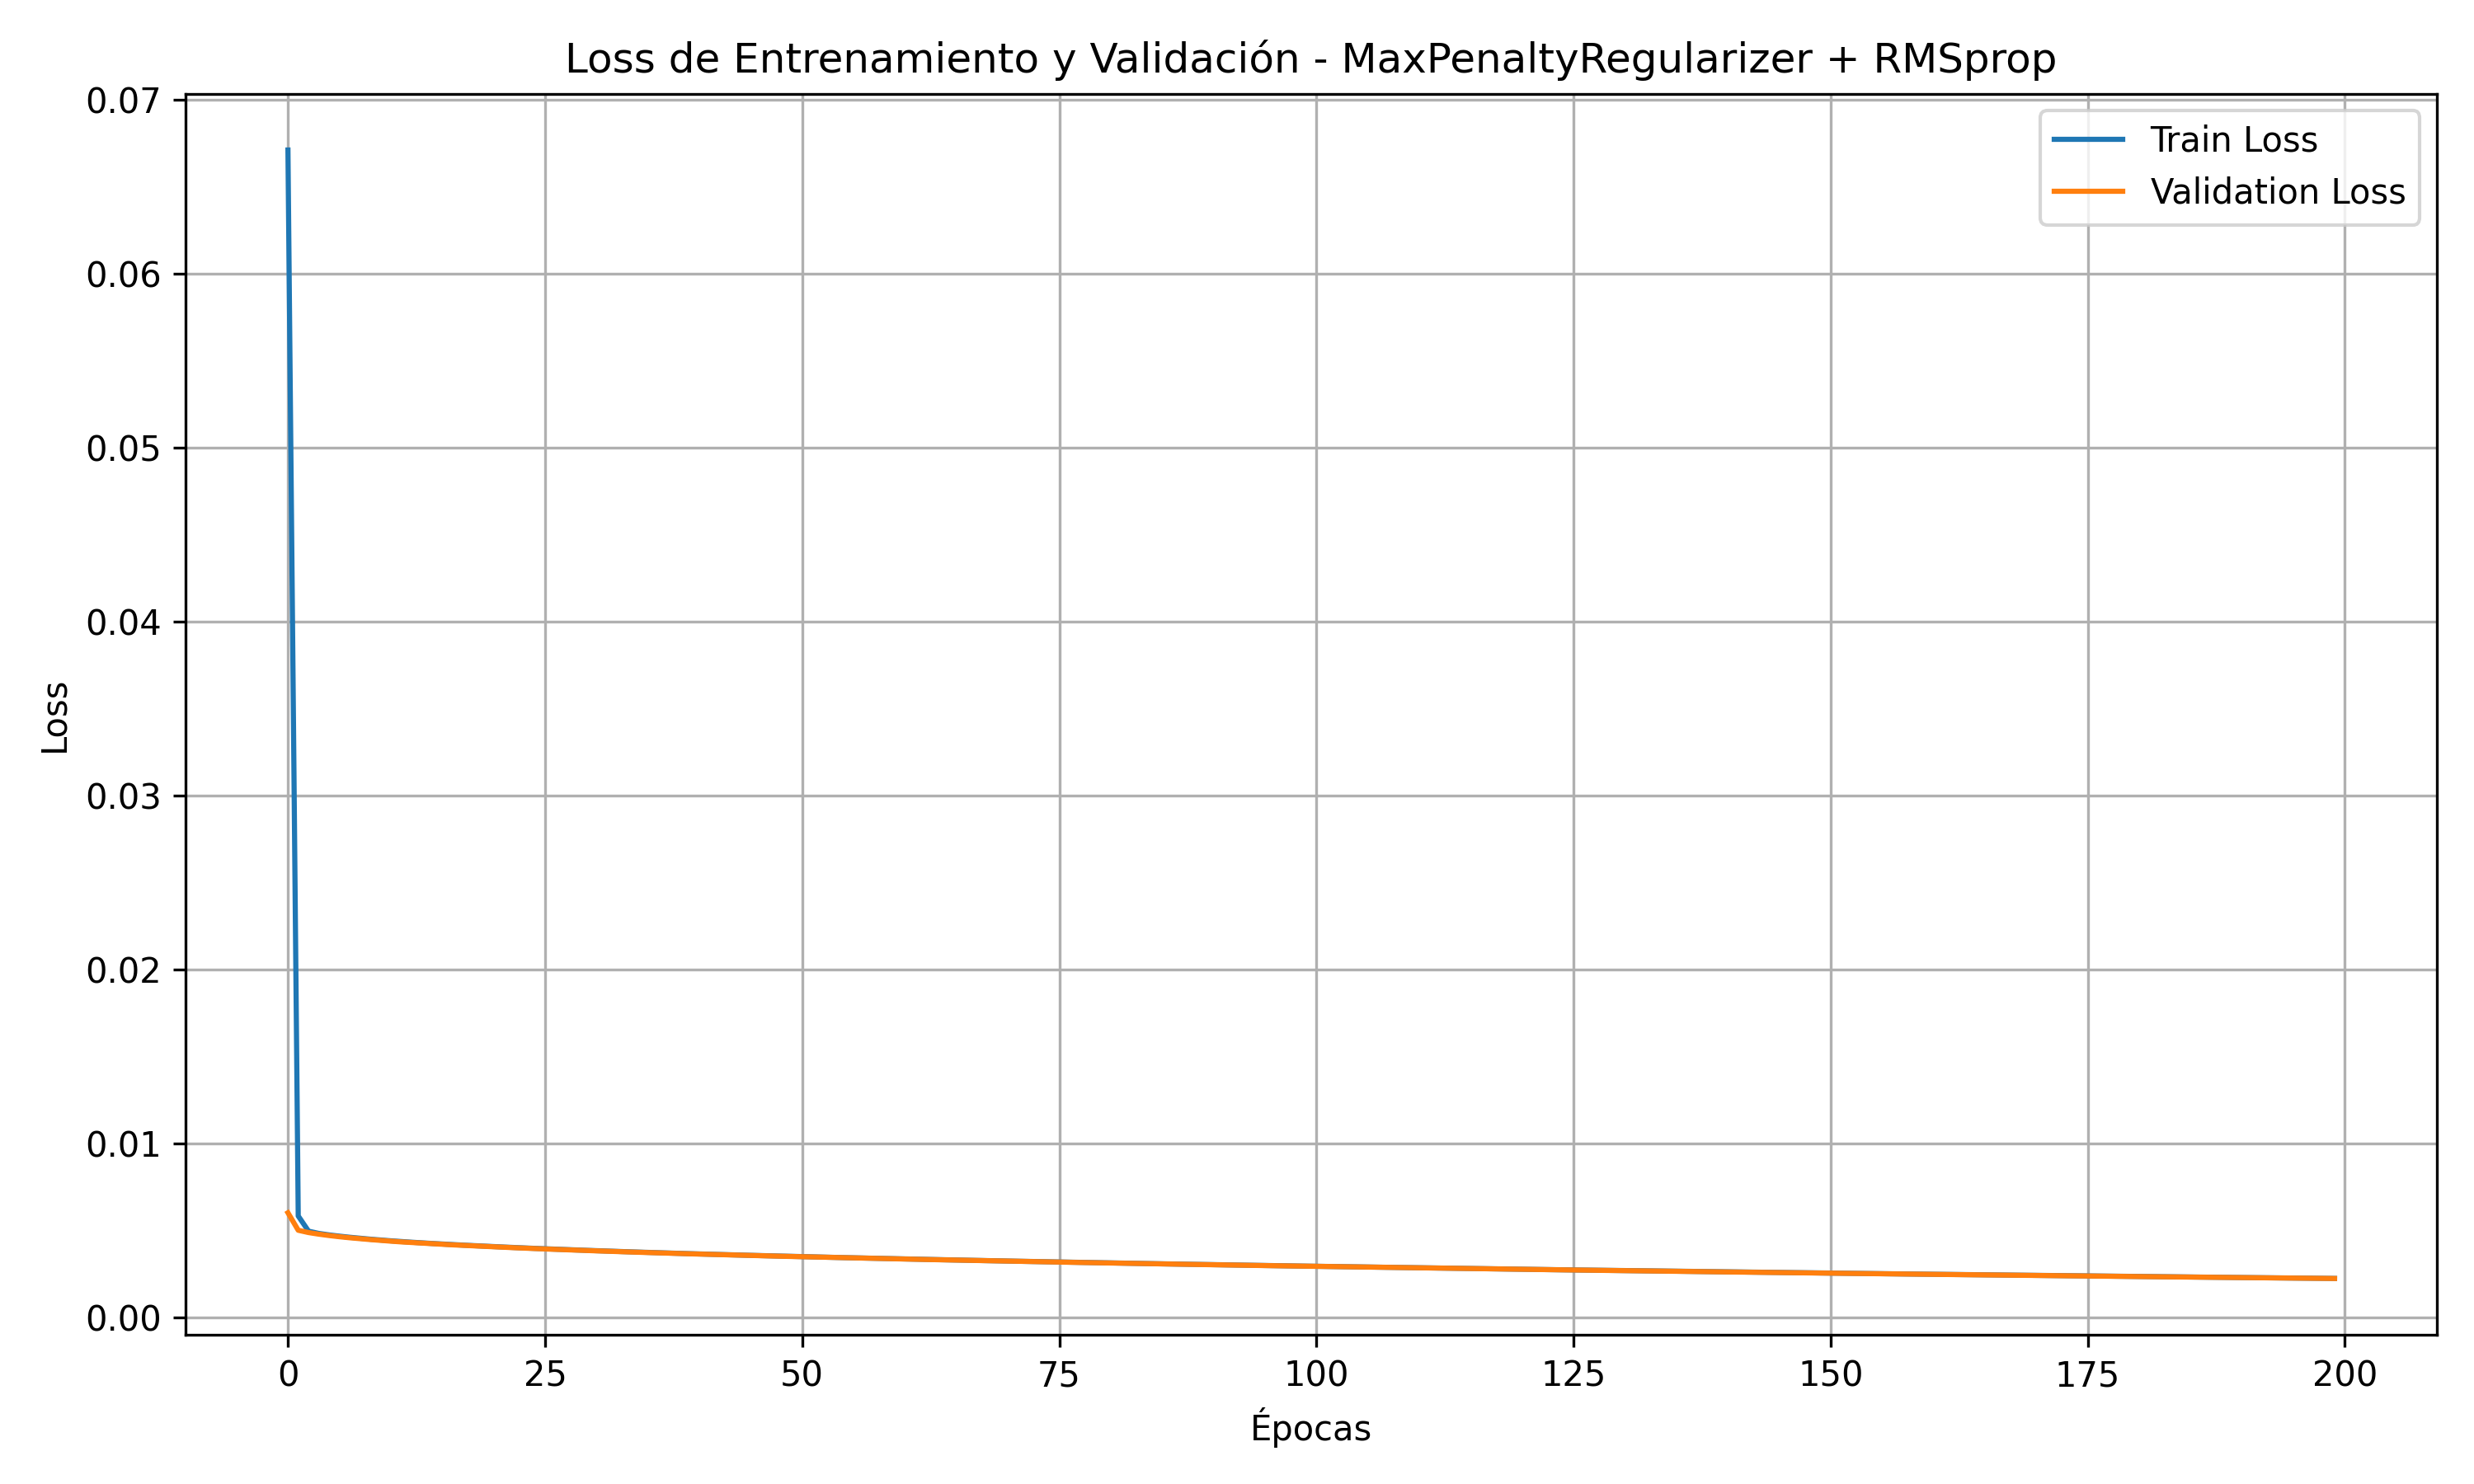 Loss de Entrenamiento y Validación - MaxPenaltyRegularizer + RMSprop
Train Loss
Validation Loss
0.07
0.06
0.05
0.04
0.03
0.02
0.01
0.00
Loss
0 25 50 75 100 125 150 175 200
Épocas